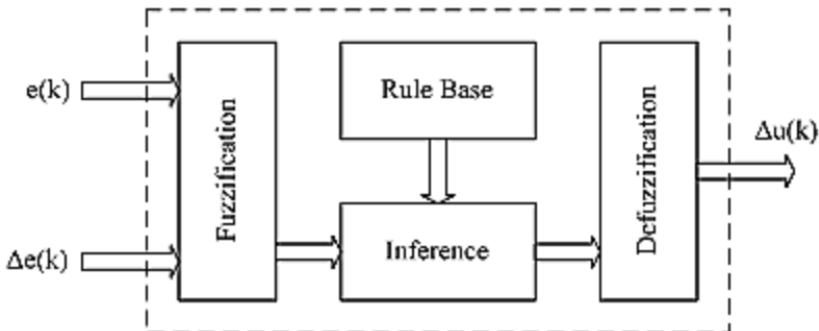 e(k)
Δe(k)
Fuzzification
Rule Base
Inference
Defuzzification
Δu(k)